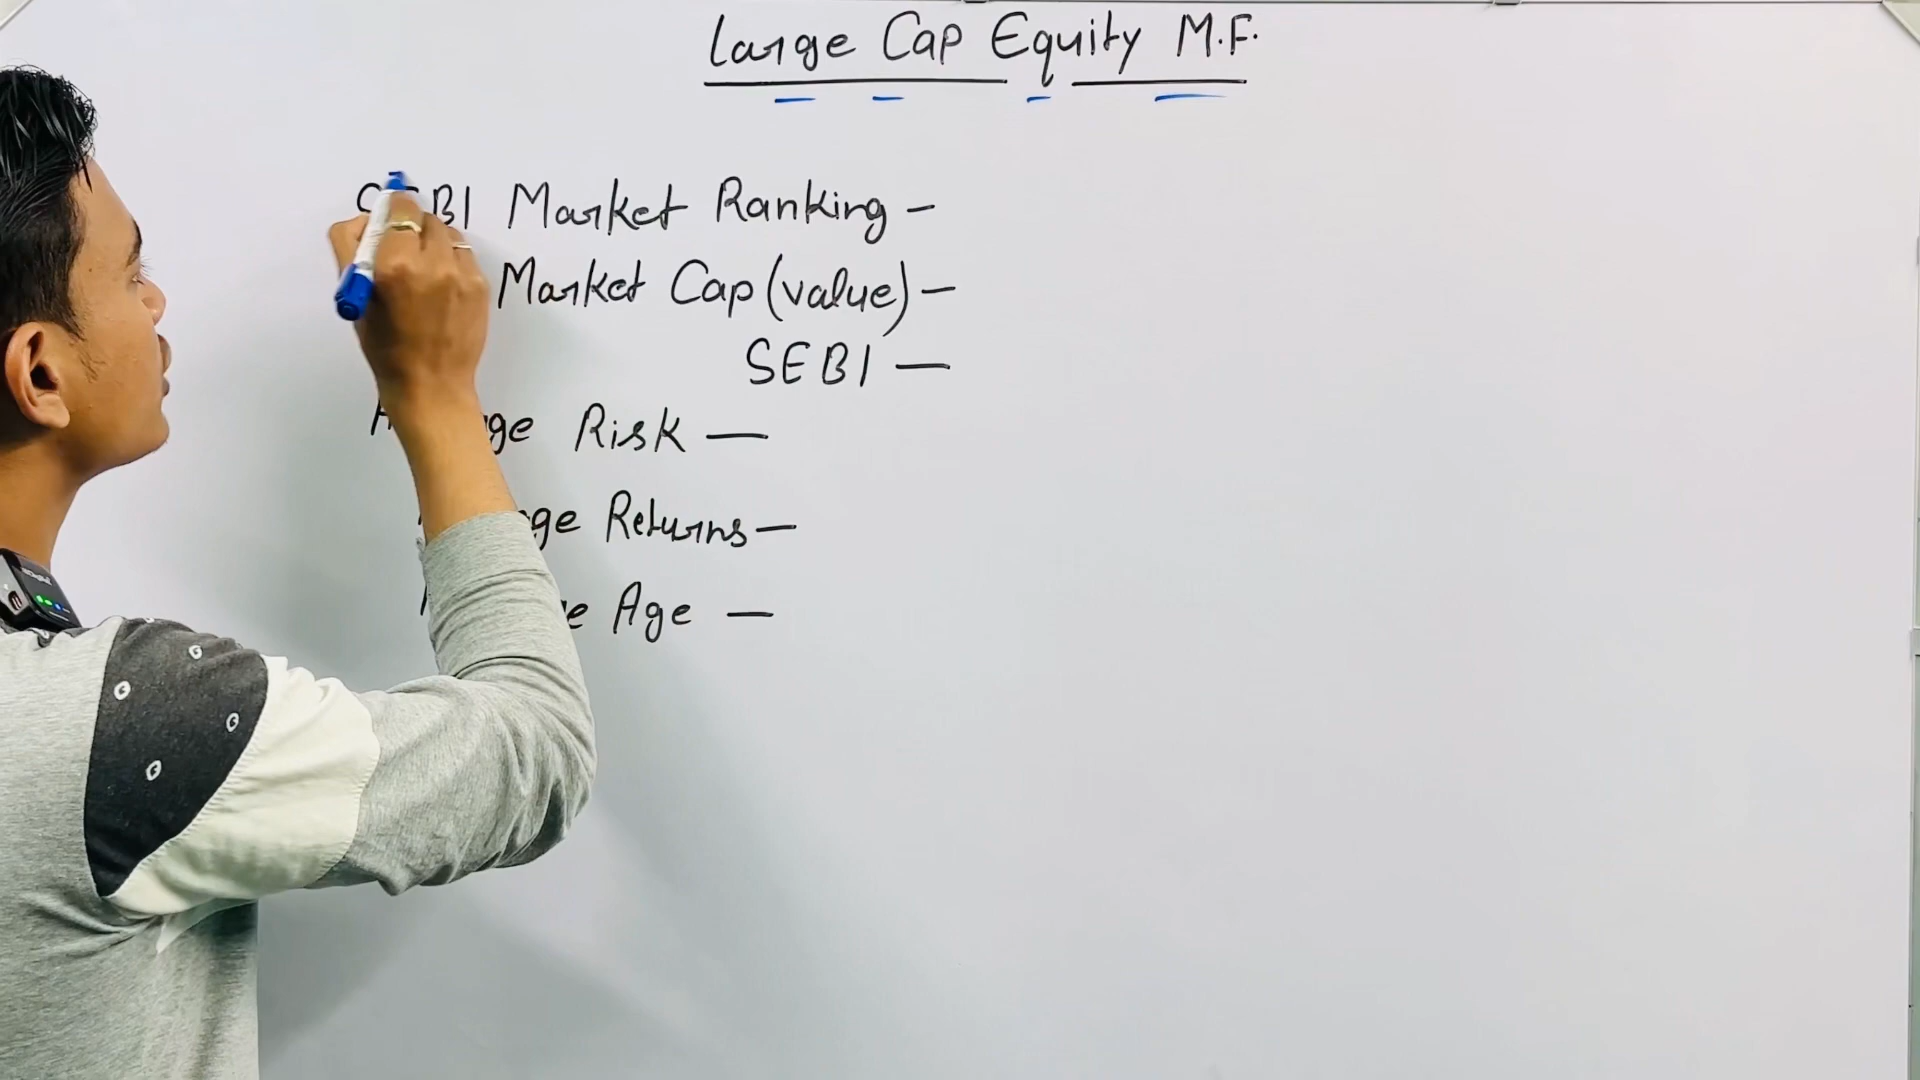 Large Cap Equity M.F.
SEBI Market Ranking -
Market Cap (value) -
SEBI —
Risk —
Returns —
Age —